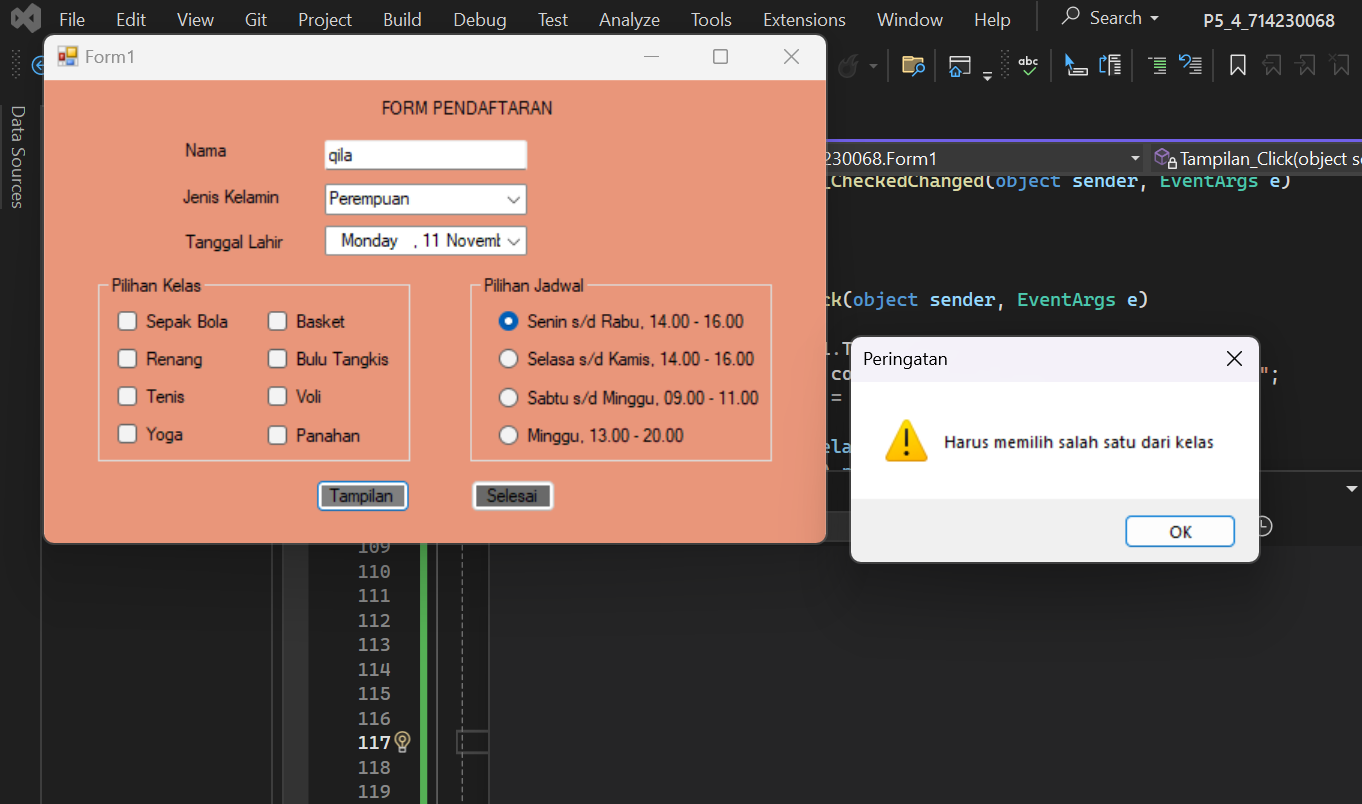 File Edit View Git Project Build Debug Test Analyze Tools Extensions Window Help Search P5_4_714230068
Form1
Data Sources
FORM PENDAFTARAN
Nama qila
Jenis Kelamin Perempuan
Tanggal Lahir Monday , 11 Novemb
Pilihan Kelas
Sepak Bola Basket
Renang Bulu Tangkis
Tenis Voli
Yoga Panahan
Pilihan Jadwal
Senin s/d Rabu, 14.00 - 16.00
Selasa s/d Kamis, 14.00 - 16.00
Sabtu s/d Minggu, 09.00 - 11.00
Minggu, 13.00 - 20.00
Tampilan Selesai
abc
230068.Form1 Tampilan_Click(object se
_CheckedChanged(object sender, EventArgs e)
ck(object sender, EventArgs e)
l.T
co ";
=
ela
Peringatan
Harus memilih salah satu dari kelas
OK
109
110
111
112
113
114
115
116
117
118
119